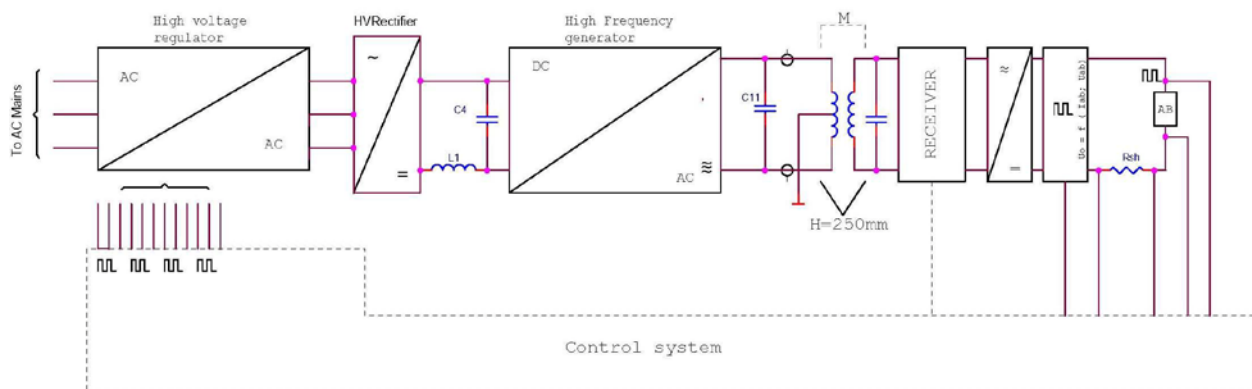 High voltage
regulator
HVRectifier
High Frequency
generator
M
To AC Mains
AC
AC
~
=
C4
L1
DC
AC ≋
C11
H=250mm
RECEIVER
≈
=
Uo = f ( Iab; Uab)
AB
Rsh
Control system